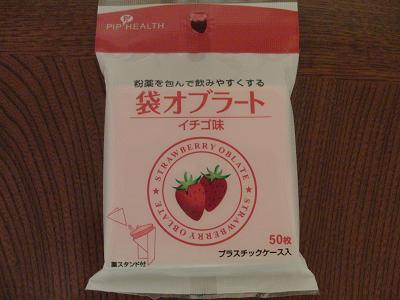 PIP HEALTH
粉薬を包んで飲みやすくする
袋オブラート
イチゴ味
★ STRAWBERRY OBLATE ★ STRAWBERRY OBLATE
50枚
薬スタンド付
プラスチックケース入